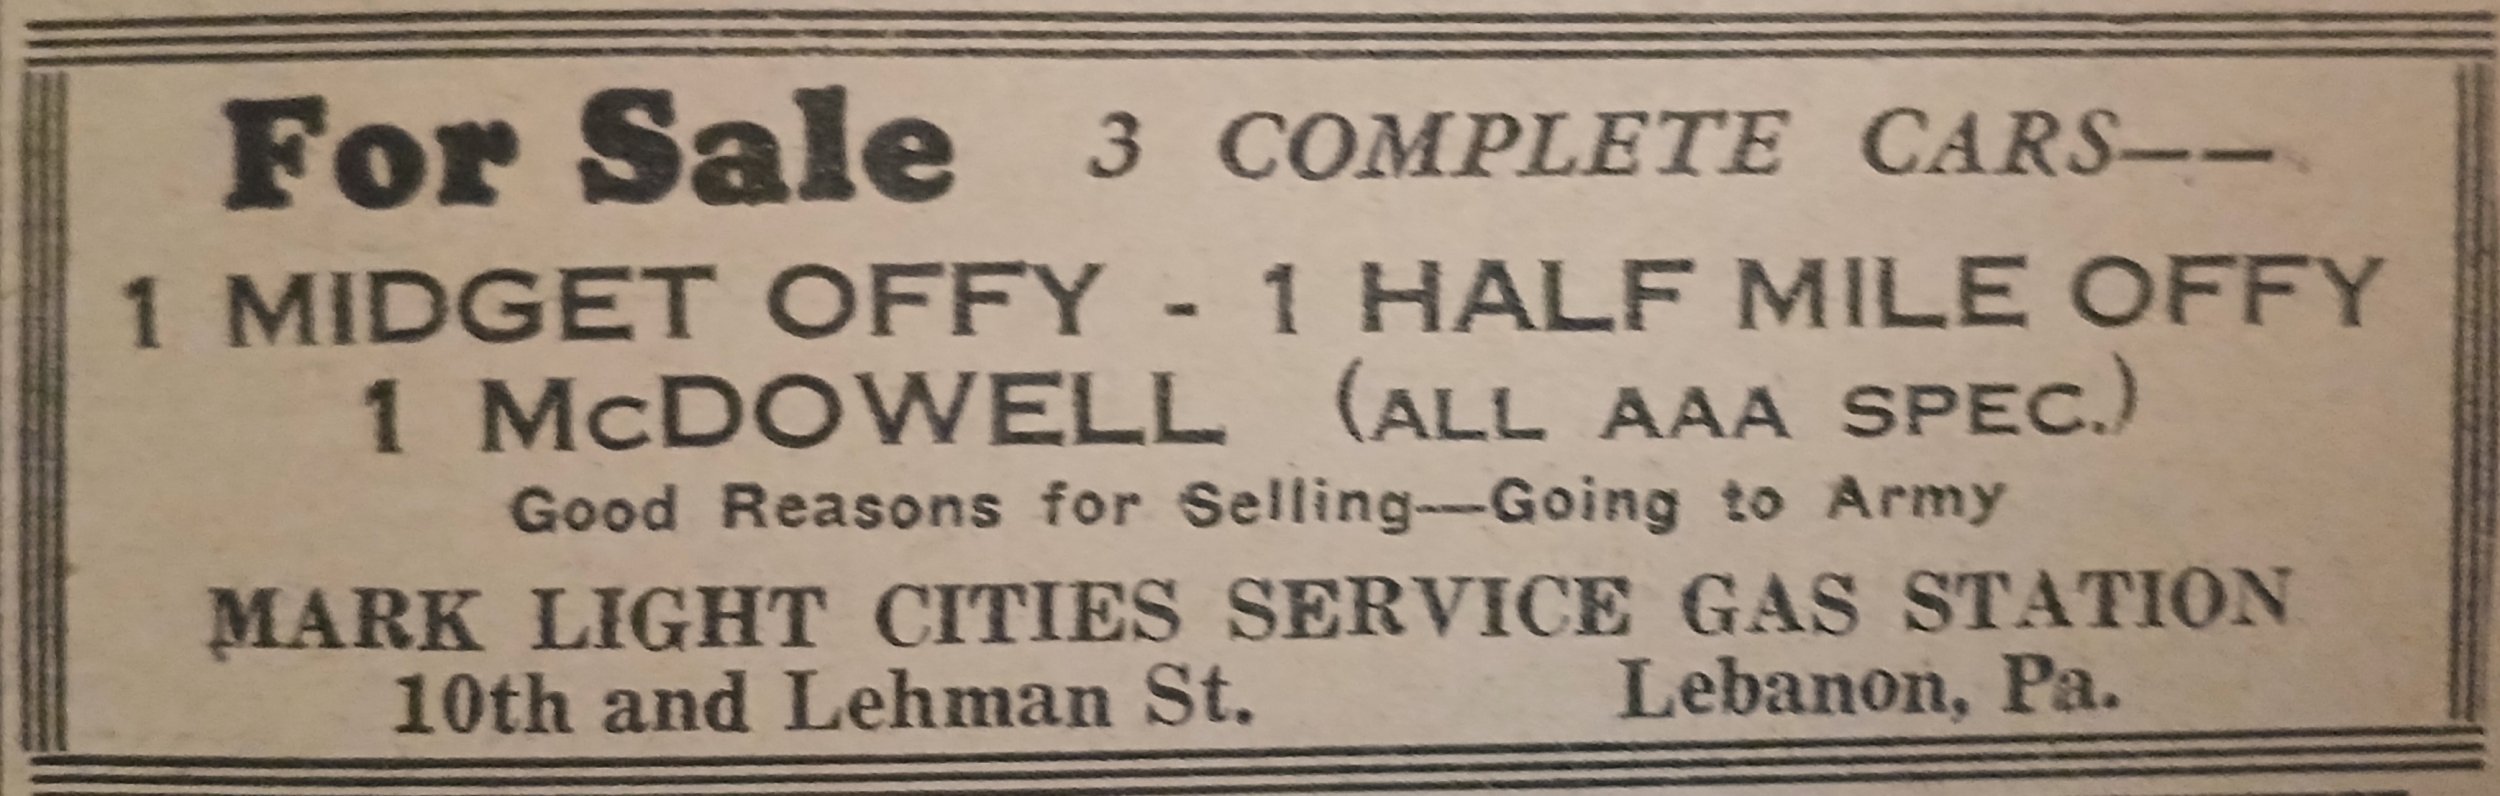 For Sale 3 COMPLETE CARS——
1 MIDGET OFFY - 1 HALF MILE OFFY
1 McDOWELL (ALL AAA SPEC.)
Good Reasons for Selling—Going to Army
MARK LIGHT CITIES SERVICE GAS STATION
10th and Lehman St. Lebanon, Pa.